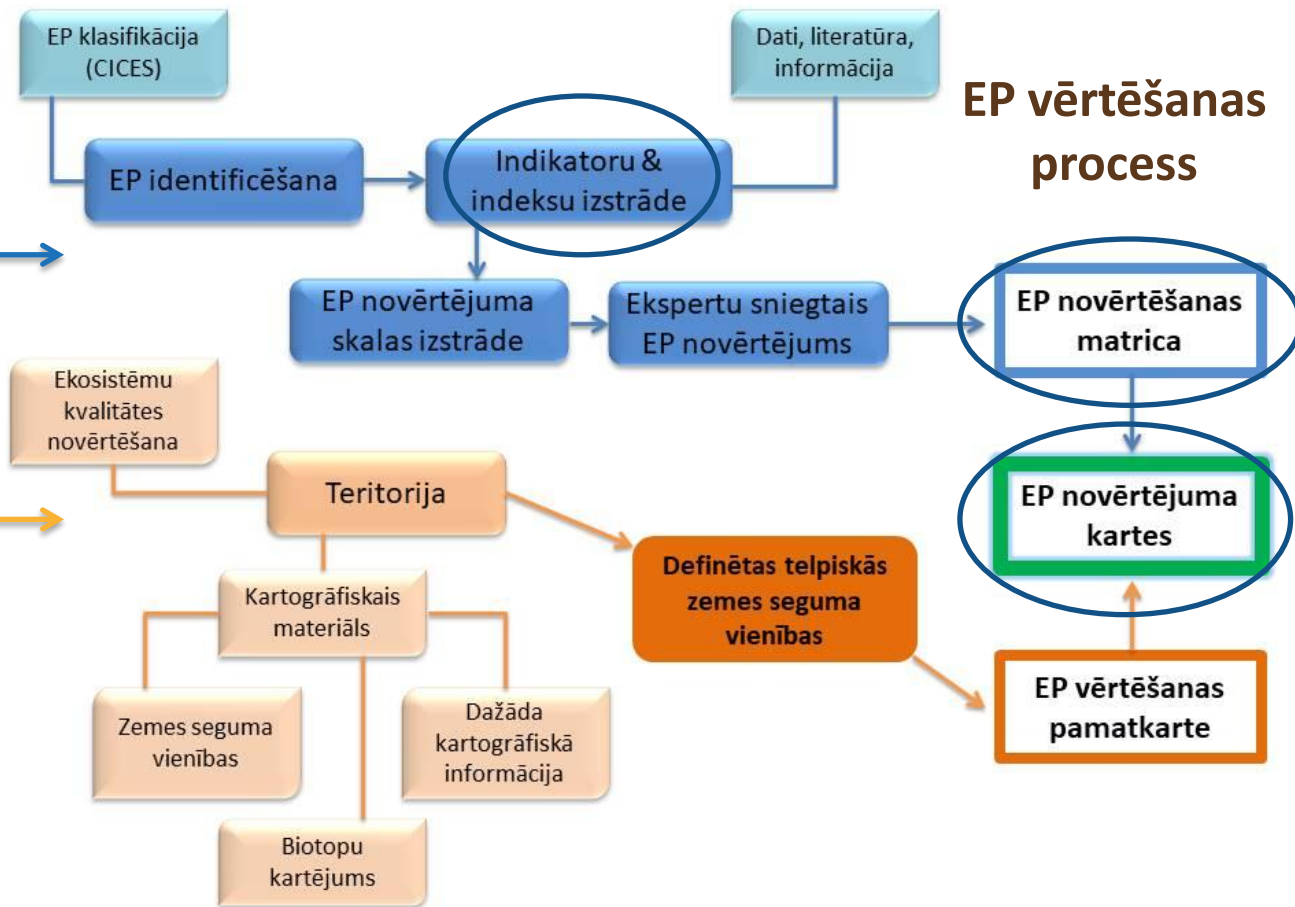 EP klasifikācija
(CICES)
Dati, literatūra,
informācija
EP vērtēšanas
process
EP identificēšana
Indikatoru &
indeksu izstrāde
EP novērtējuma
skalas izstrāde
Ekspertu sniegtais
EP novērtējums
EP novērtēšanas
matrica
Ekosistēmu
kvalitātes
novērtēšana
Teritorija
EP novērtējuma
kartes
Definētas telpiskās
zemes seguma
vienības
Kartogrāfiskais
materiāls
EP vērtēšanas
pamatkarte
Zemes seguma
vienības
Dažāda
kartogrāfiskā
informācija
Biotopu
kartējums